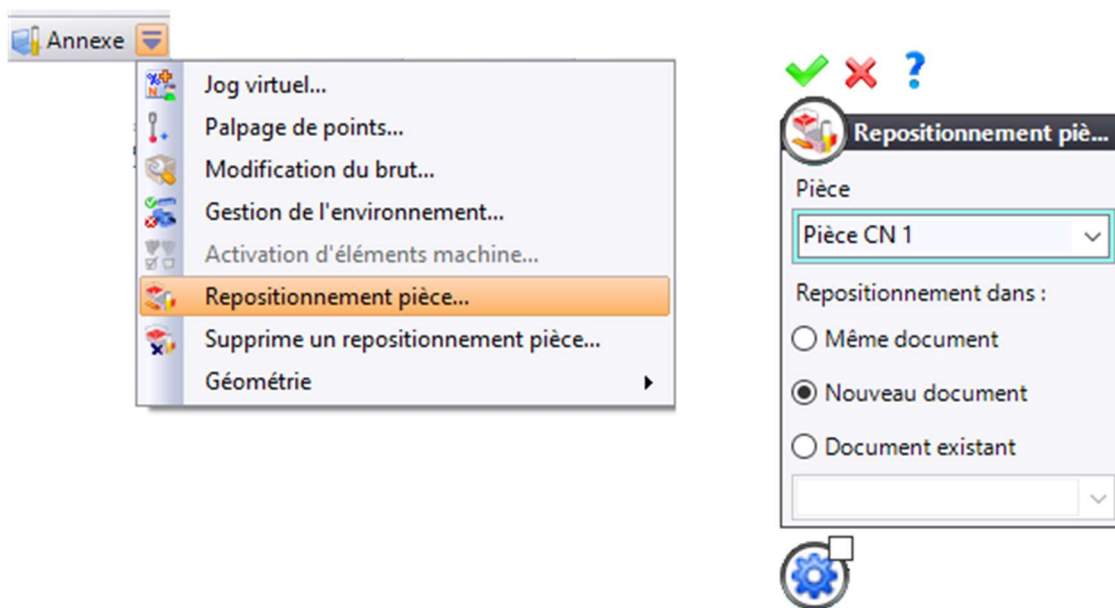 Annexe
Jog virtuel...
Palpage de points...
Modification du brut...
Gestion de l'environnement...
Activation d'éléments machine...
Repositionnement pièce...
Supprime un repositionnement pièce...
Géométrie
?
Repositionnement piè...
Pièce
Pièce CN 1
Repositionnement dans :
Même document
Nouveau document
Document existant